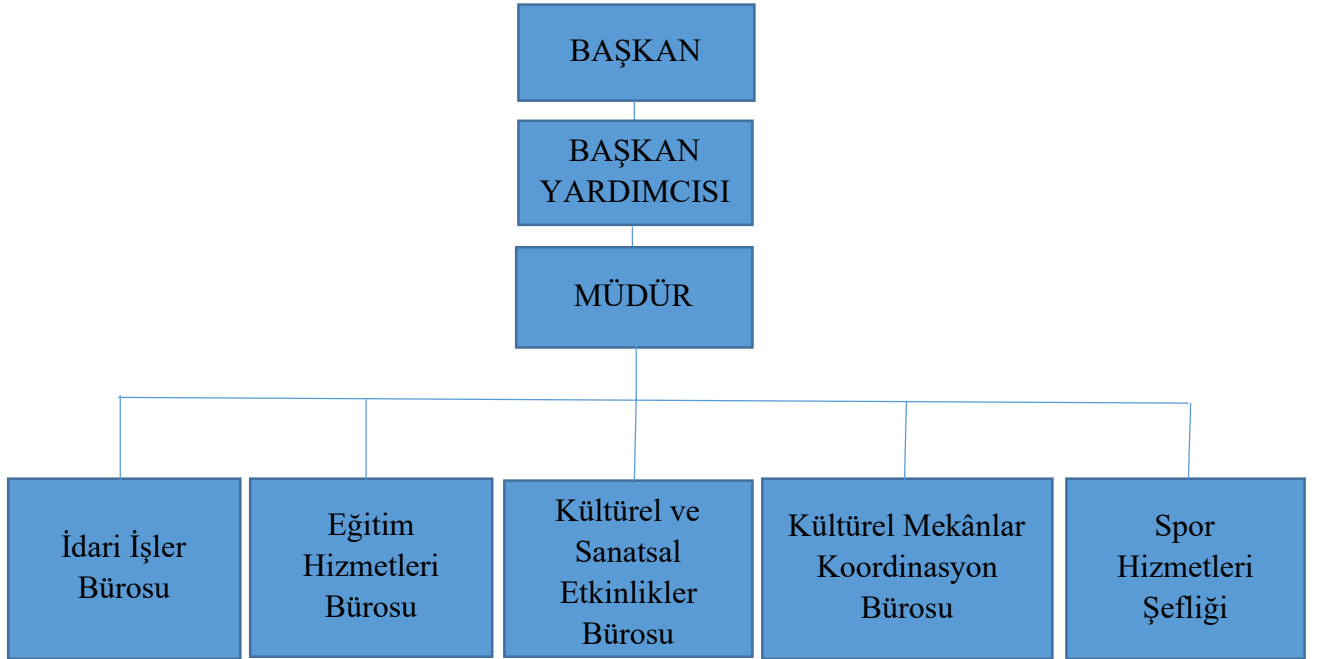 BAŞKAN
BAŞKAN
YARDIMCISI
MÜDÜR
İdari İşler
Bürosu
Eğitim
Hizmetleri
Bürosu
Kültürel ve
Sanatsal
Etkinlikler
Bürosu
Kültürel Mekânlar
Koordinasyon
Bürosu
Spor
Hizmetleri
Şefliği